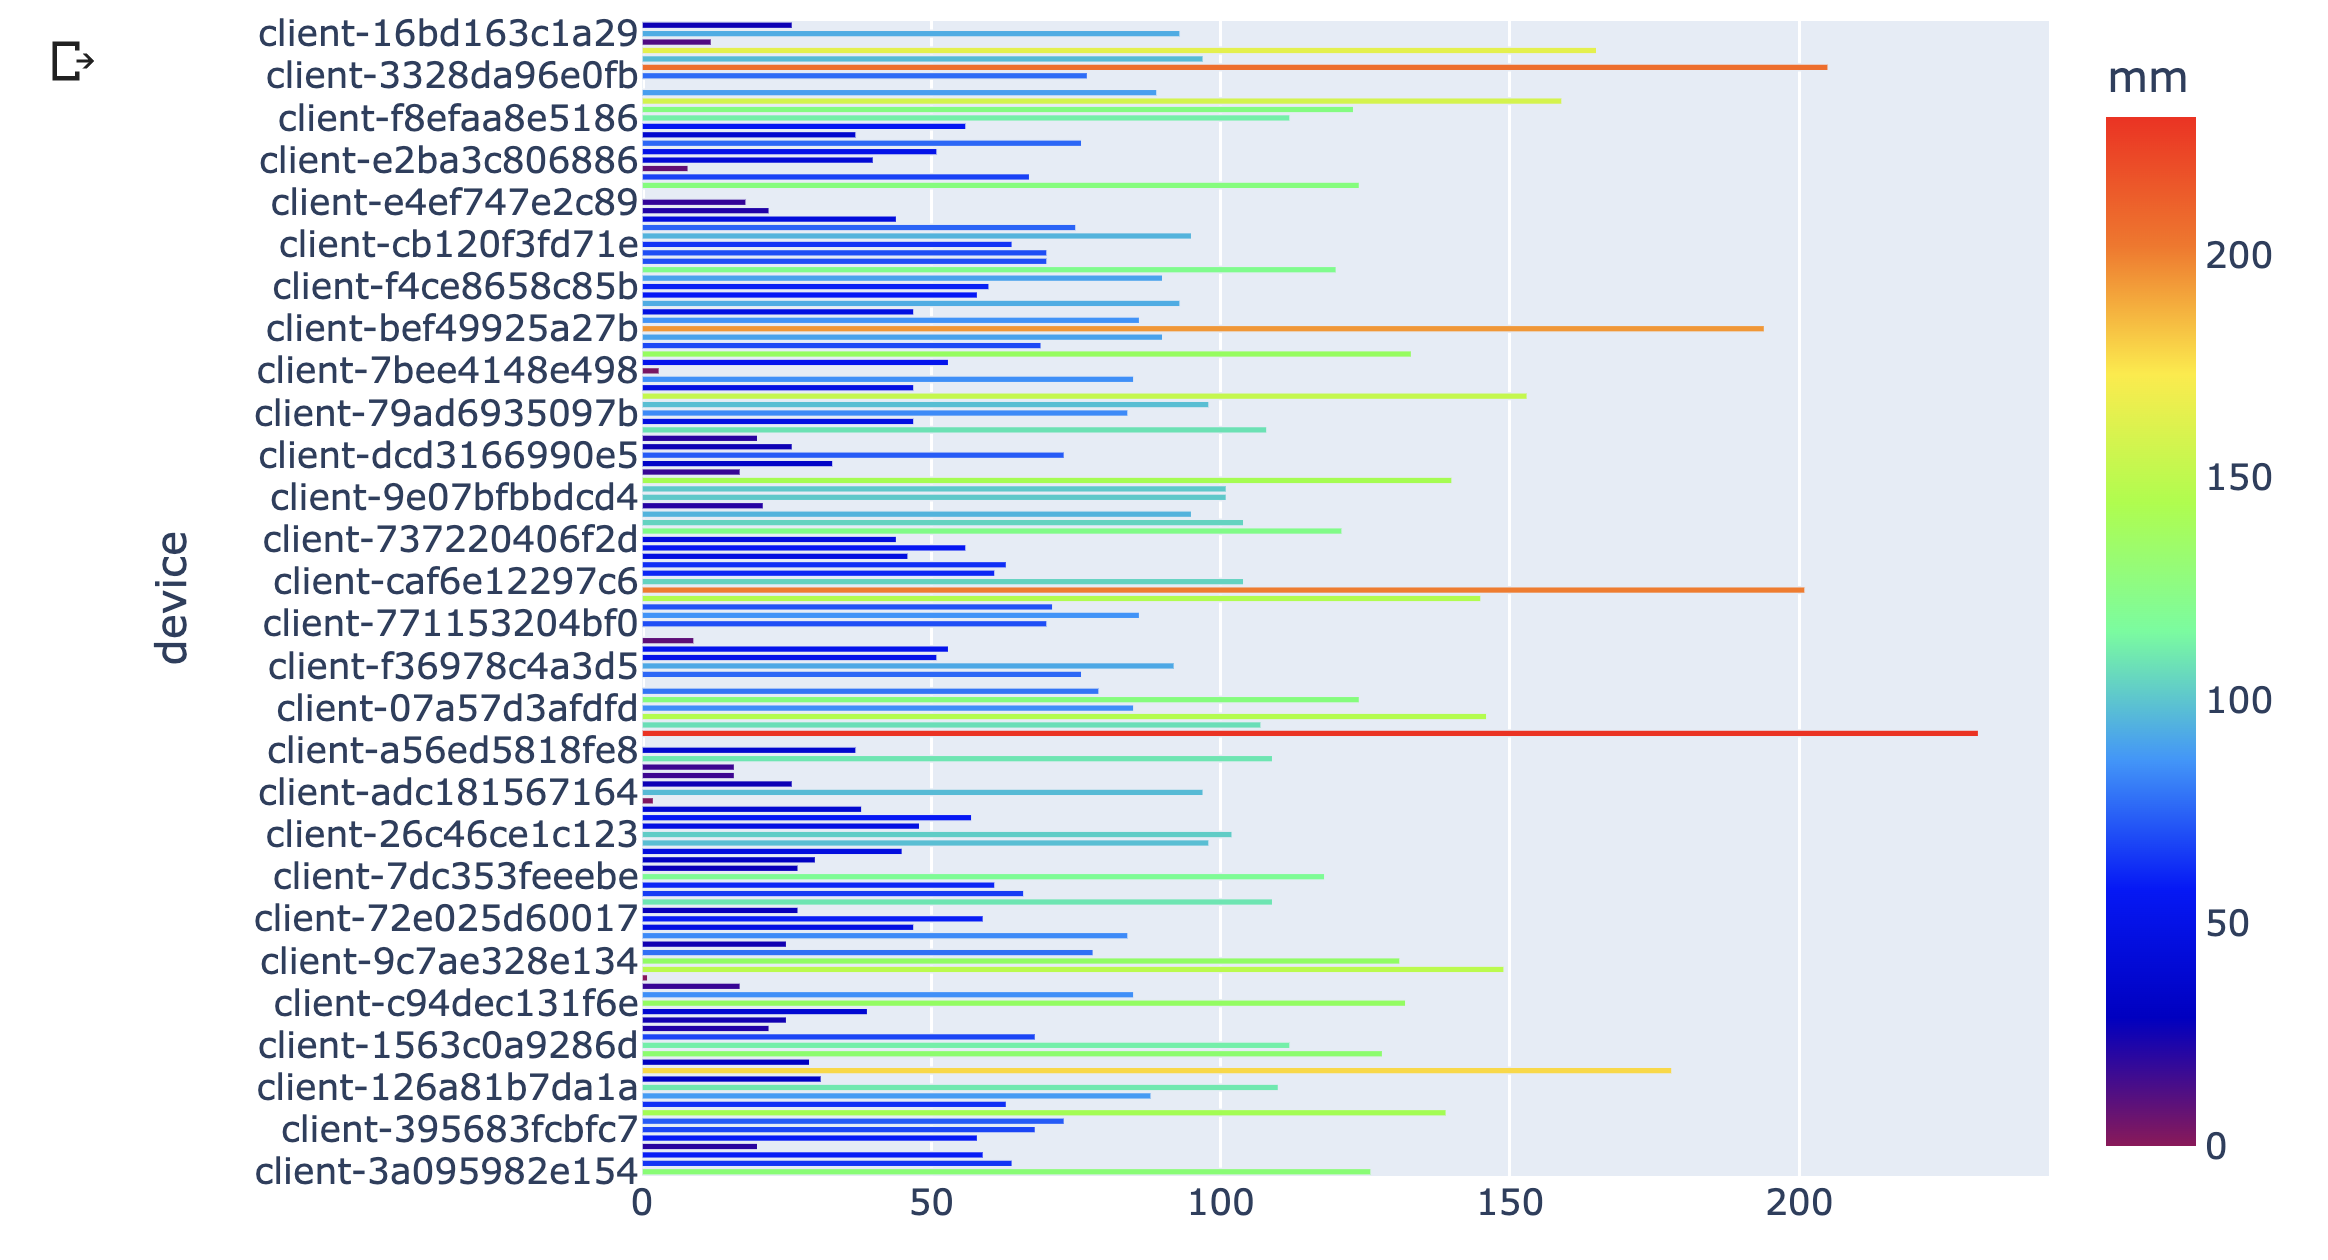 client-16bd163c1a29
client-3328da96e0fb
client-f8efaa8e5186
client-e2ba3c806886
client-e4ef747e2c89
client-cb120f3fd71e
client-f4ce8658c85b
client-bef49925a27b
client-7bee4148e498
client-79ad6935097b
client-dcd3166990e5
client-9e07bfbbdcd4
client-737220406f2d
client-caf6e12297c6
client-771153204bf0
client-f36978c4a3d5
client-07a57d3afdfd
client-a56ed5818fe8
client-adc181567164
client-26c46ce1c123
client-7dc353feeebe
client-72e025d60017
client-9c7ae328e134
client-c94dec131f6e
client-1563c0a9286d
client-126a81b7da1a
client-395683fcbfc7
client-3a095982e154
device
0 50 100 150 200
mm
200
150
100
50
0